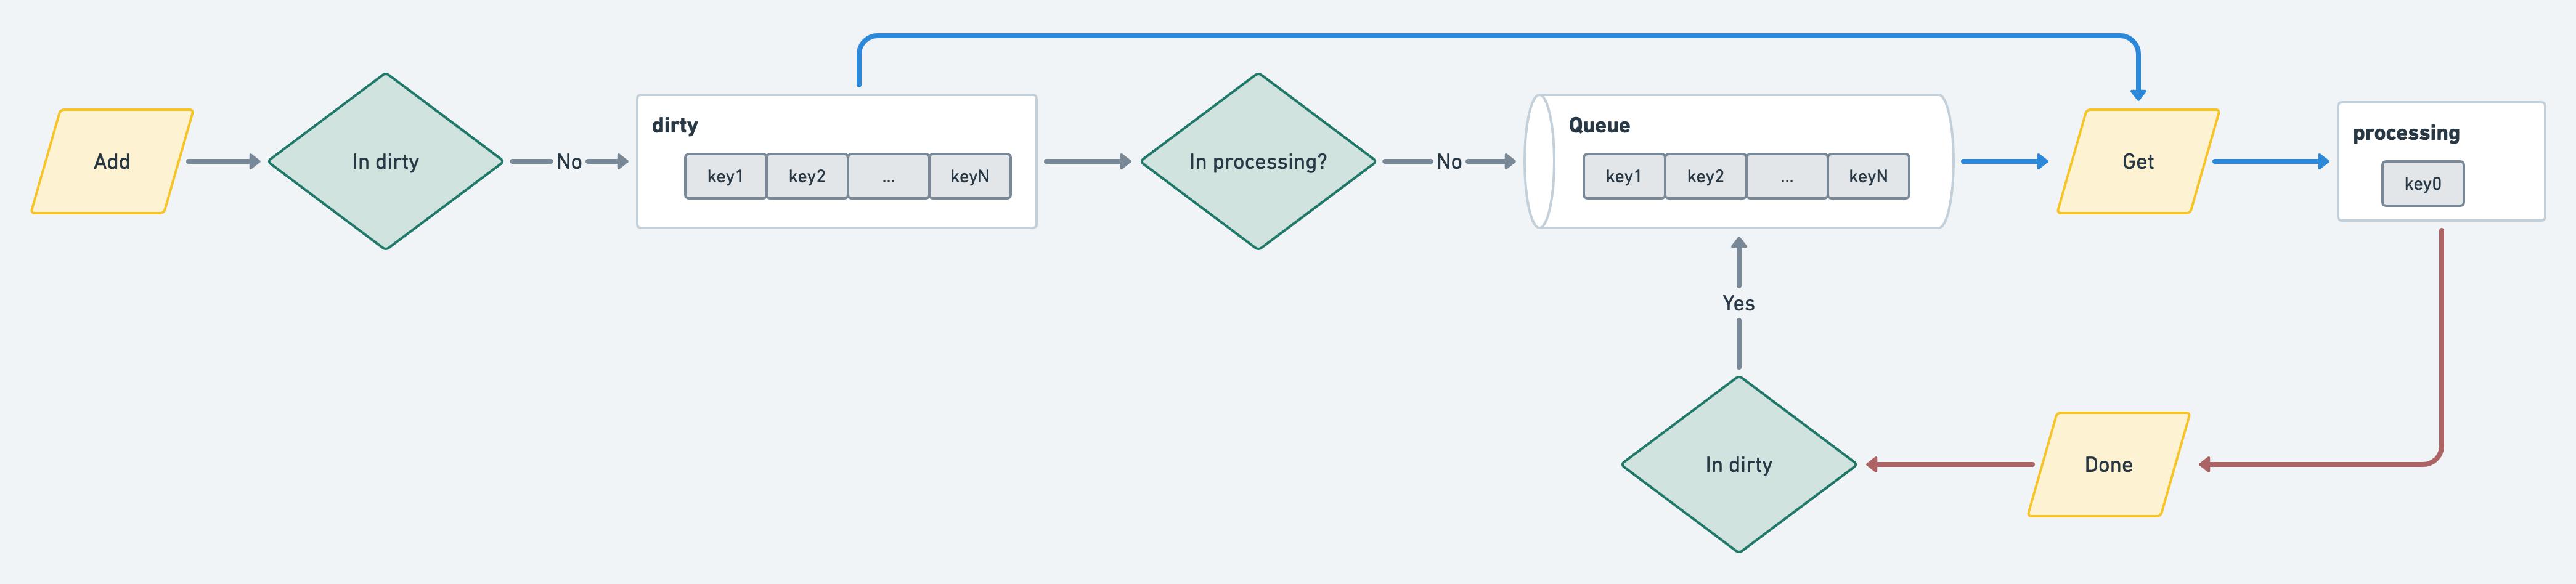 Add
In dirty
No
dirty
key1 key2 ... keyN
In processing?
No
Queue
key1 key2 ... keyN
Get
processing
key0
Yes
In dirty
Done